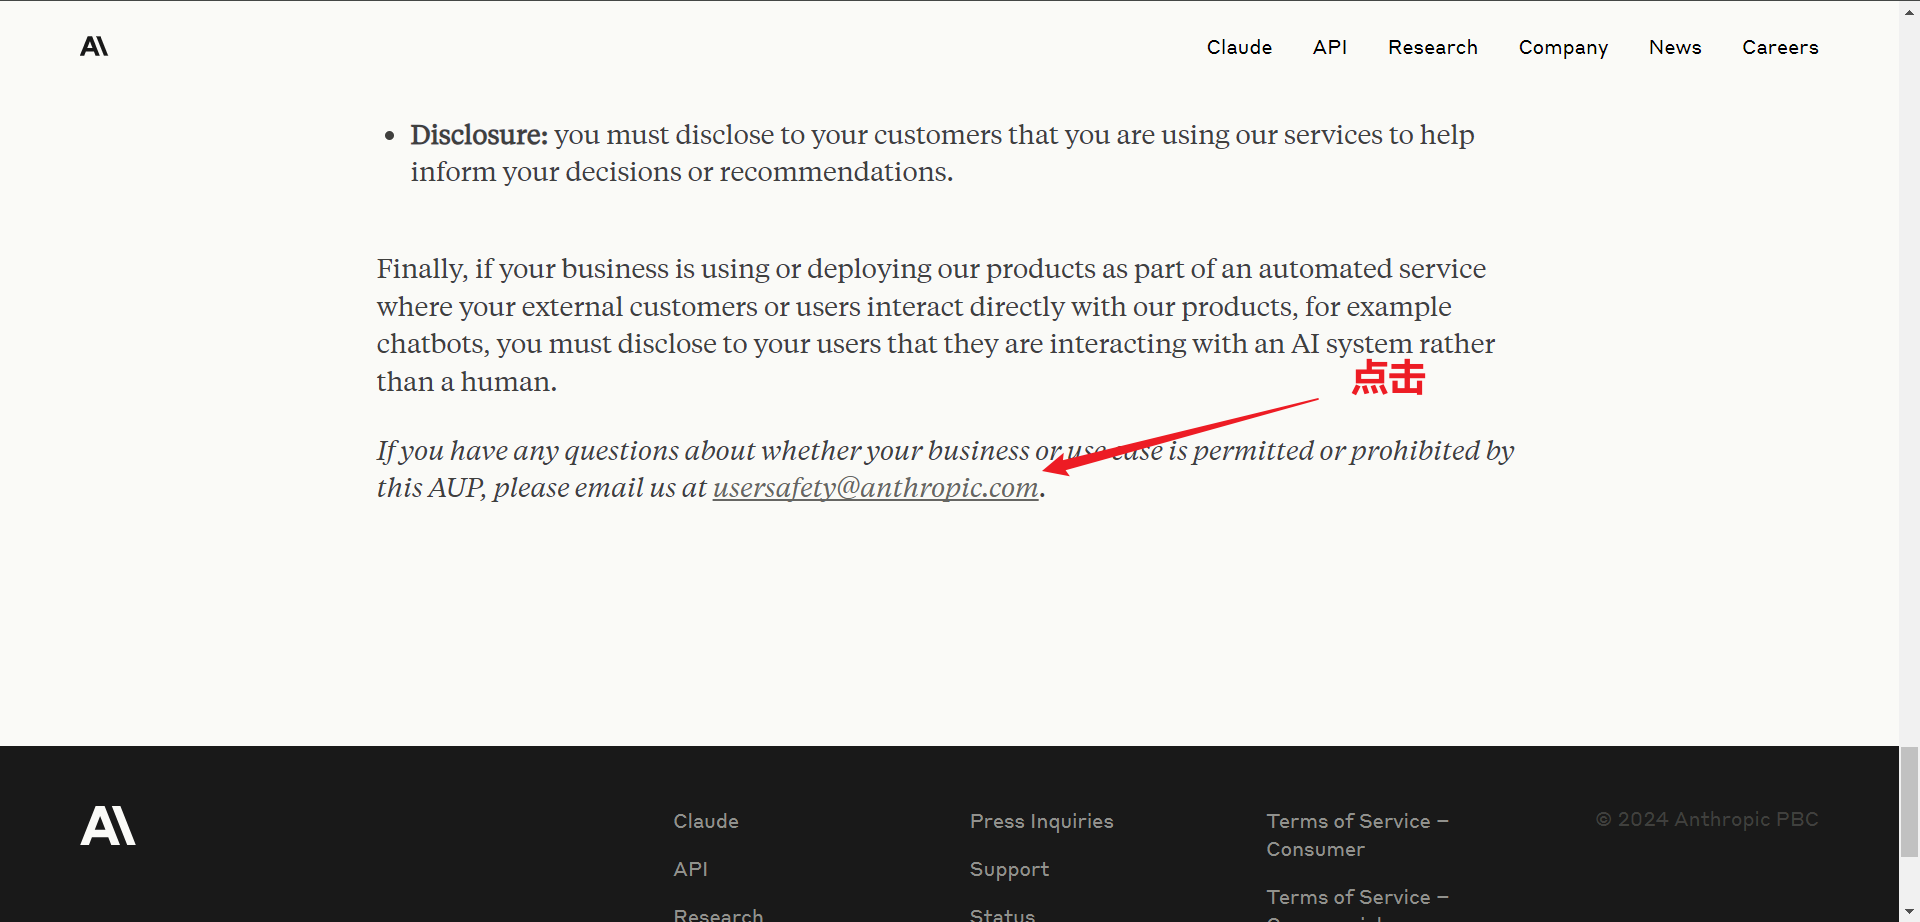 Claude API Research Company News Careers
Disclosure: you must disclose to your customers that you are using our services to help
inform your decisions or recommendations.
Finally, if your business is using or deploying our products as part of an automated service
where your external customers or users interact directly with our products, for example
chatbots, you must disclose to your users that they are interacting with an AI system rather
than a human.
点击
If you have any questions about whether your business or use case is permitted or prohibited by
this AUP, please email us at usersafety@anthropic.com.
Claude
API
Research
Press Inquiries
Support
Status
Terms of Service –
Consumer
Terms of Service –
© 2024 Anthropic PBC